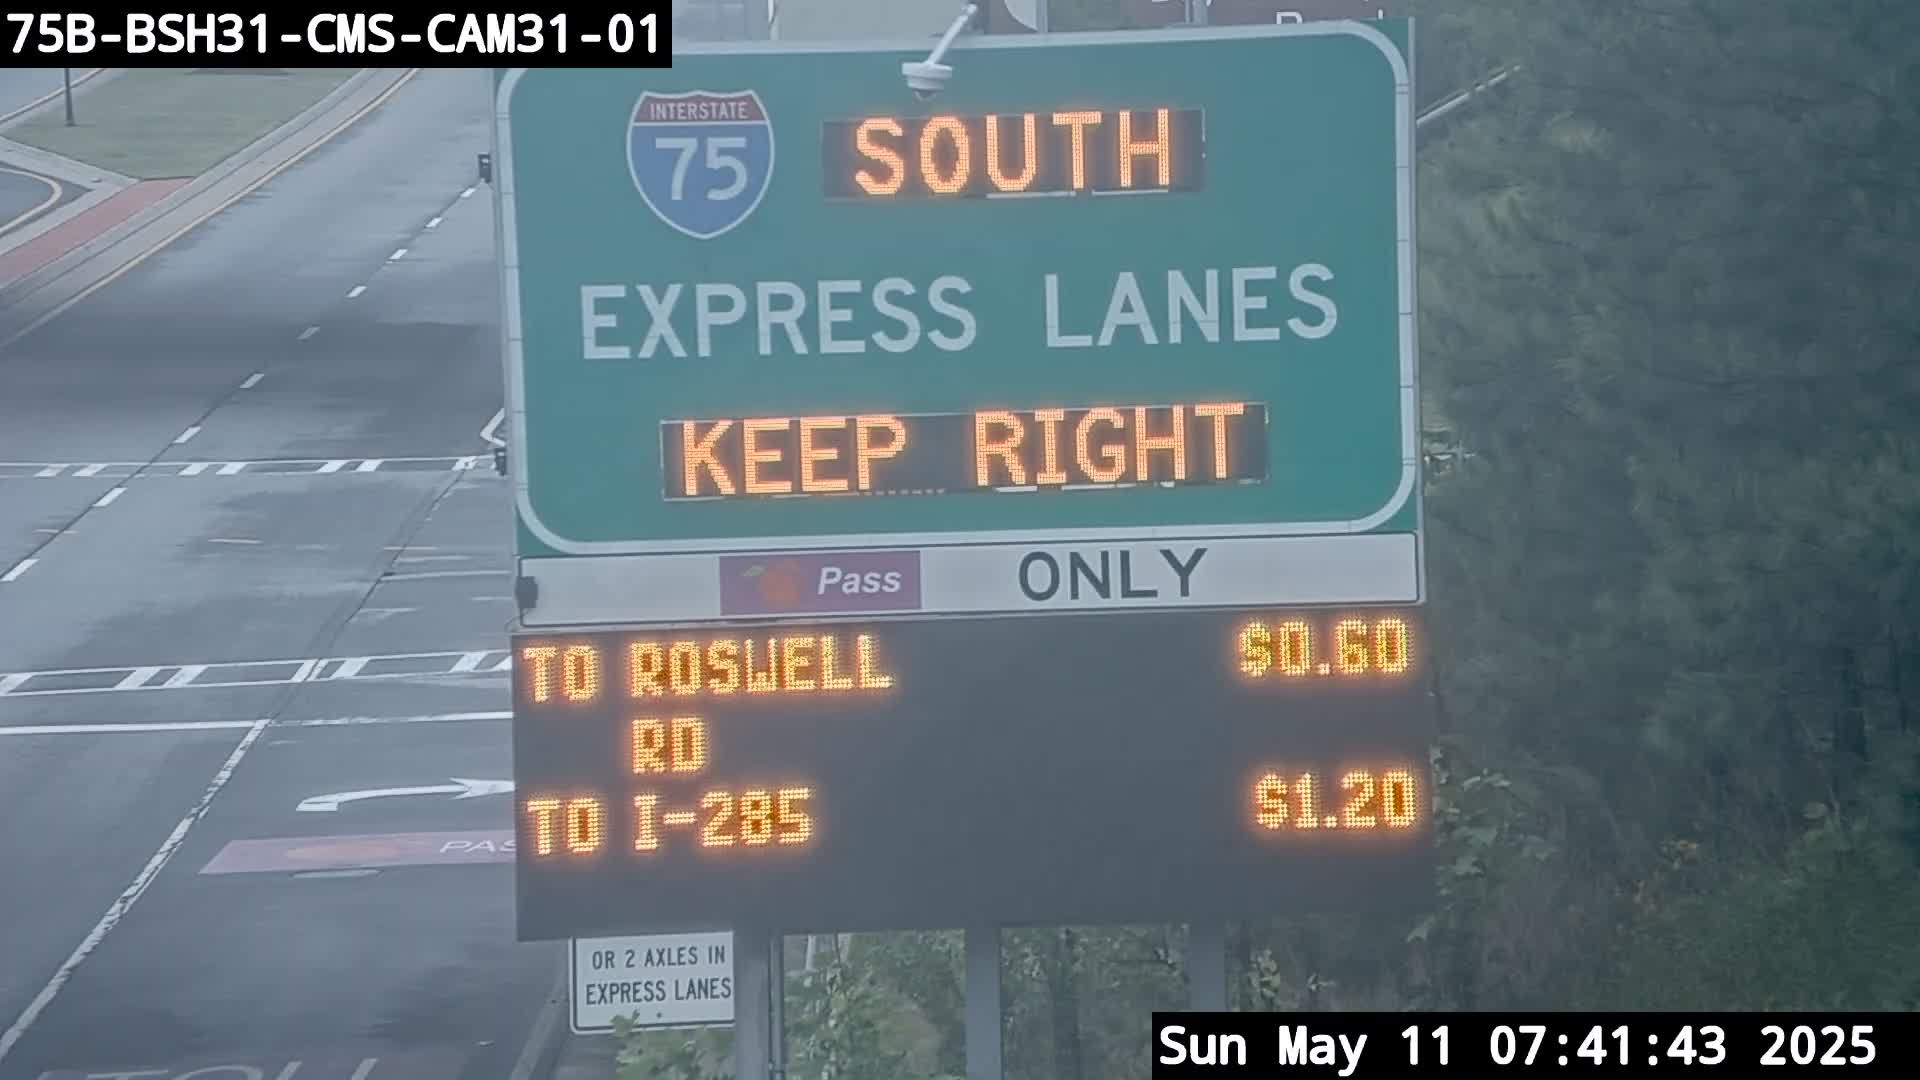 75B-BSH31-CMS-CAM31-01
INTERSTATE
75
SOUTH
EXPRESS LANES
KEEP RIGHT
Pass ONLY
TO ROSWELL $0.60
RD
TO I-285 $1.20
OR 2 AXLES IN
EXPRESS LANES
TOLL
Sun May 11 07:41:43 2025